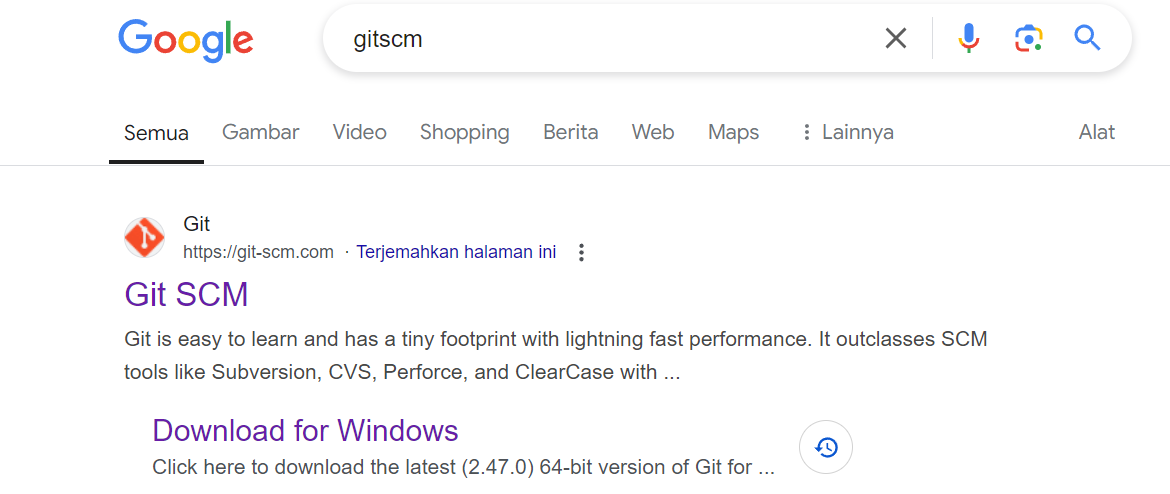 Google
gitscm
Semua Gambar Video Shopping Berita Web Maps Lainnya Alat
Git
https://git-scm.com · Terjemahkan halaman ini
Git SCM
Git is easy to learn and has a tiny footprint with lightning fast performance. It outclasses SCM
tools like Subversion, CVS, Perforce, and ClearCase with ...
Download for Windows
Click here to download the latest (2.47.0) 64-bit version of Git for ...